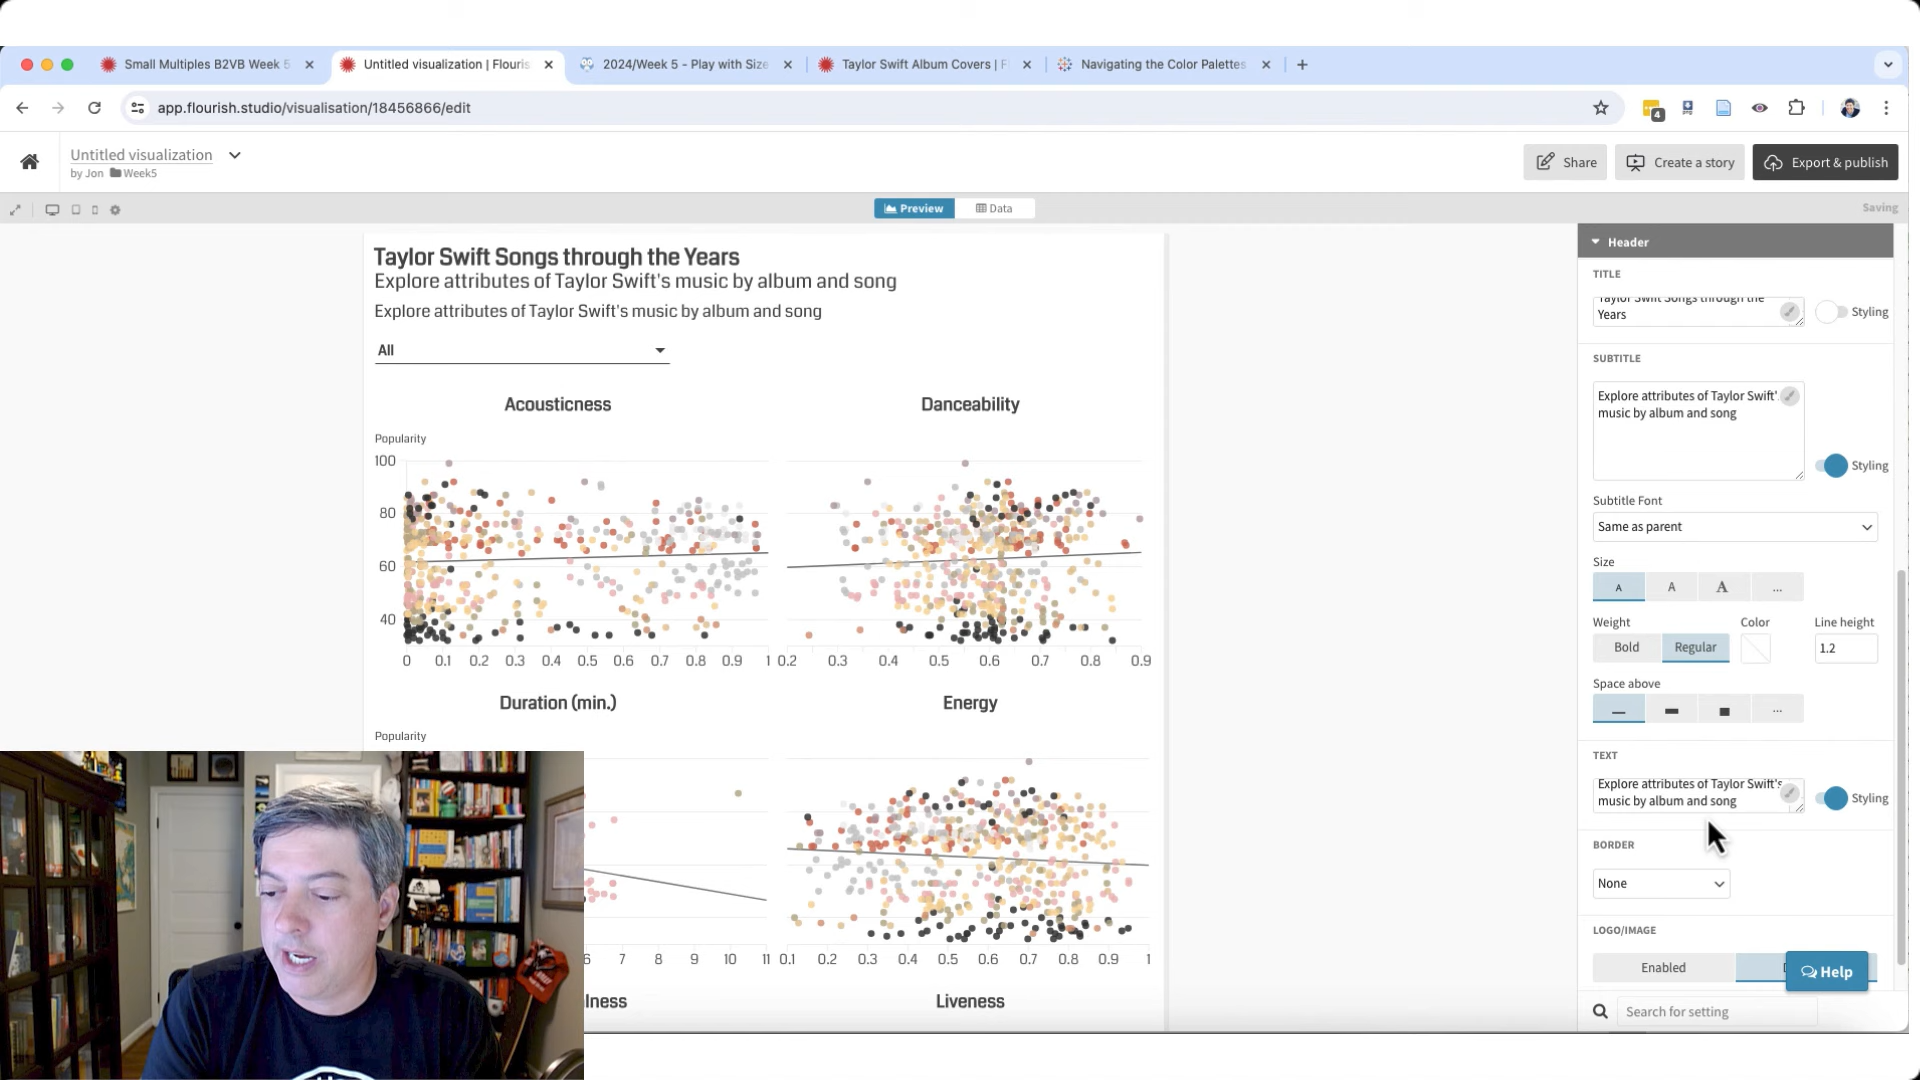 Small Multiples B2VB Week 5
Untitled visualization | Flouris
2024/Week 5 - Play with Size
Taylor Swift Album Covers | F
Navigating the Color Palettes
app.flourish.studio/visualisation/18456866/edit
4
Untitled visualization
by Jon Week5
Share
Create a story
Export & publish
Preview
Data
Saving
Taylor Swift Songs through the Years
Explore attributes of Taylor Swift's music by album and song
Explore attributes of Taylor Swift's music by album and song
All
Acousticness
Danceability
Popularity
100
80
60
40
0 0.1 0.2 0.3 0.4 0.5 0.6 0.7 0.8 0.9 1
0.2 0.3 0.4 0.5 0.6 0.7 0.8 0.9
Duration (min.)
Energy
Popularity
6 7 8 9 10 11
0.1 0.2 0.3 0.4 0.5 0.6 0.7 0.8 0.9 1
lness
Liveness
Header
TITLE
Taylor Swift Songs through the
Years
Styling
SUBTITLE
Explore attributes of Taylor Swift'
music by album and song
Styling
Subtitle Font
Same as parent
Size
A A A ...
Weight
Color
Line height
Bold
Regular
1.2
Space above
...
TEXT
Explore attributes of Taylor Swift's
music by album and song
Styling
BORDER
None
LOGO/IMAGE
Enabled
D
Help
Search for setting